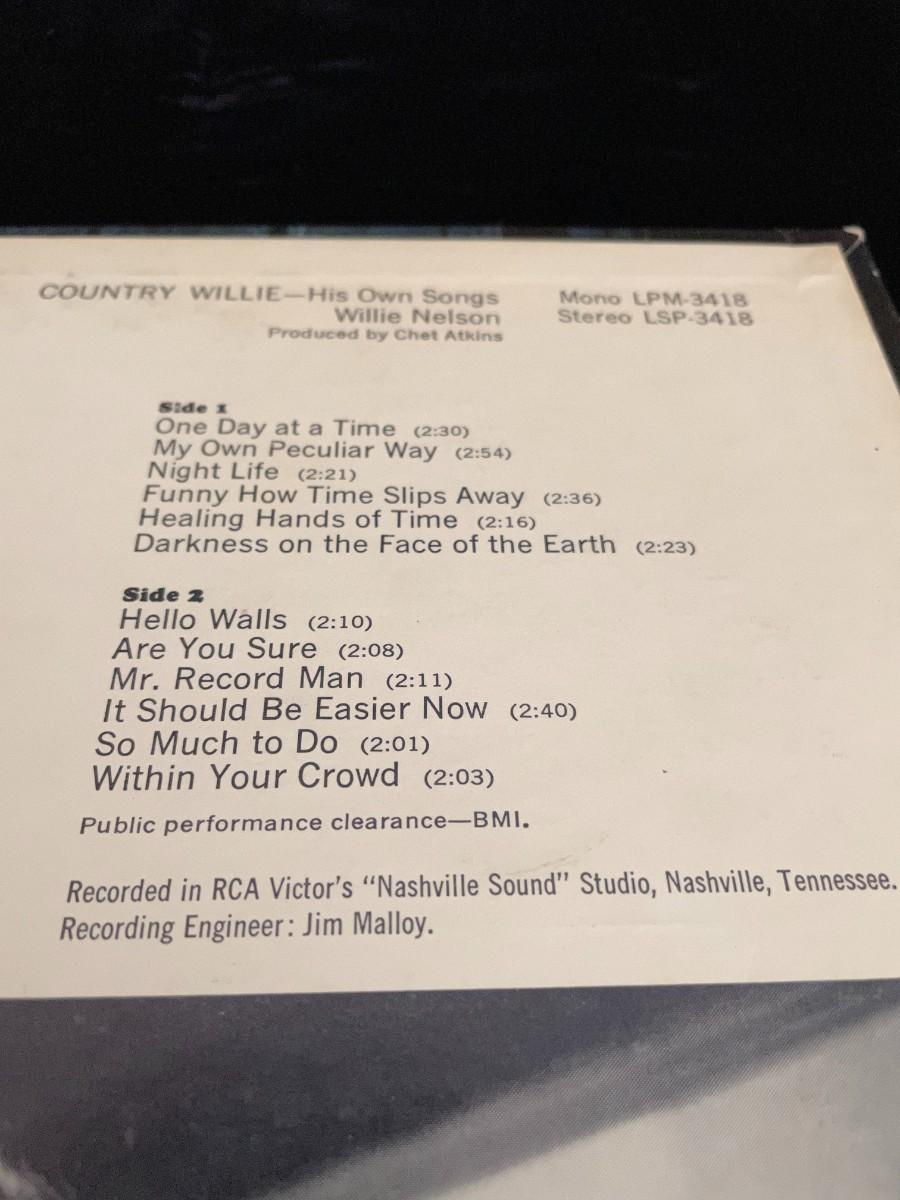 COUNTRY WILLIE—His Own Songs
Willie Nelson
Produced by Chet Atkins
Mono LPM-3418
Stereo LSP-3418
Side 1
One Day at a Time (2:30)
My Own Peculiar Way (2:54)
Night Life (2:21)
Funny How Time Slips Away (2:36)
Healing Hands of Time (2:16)
Darkness on the Face of the Earth (2:23)
Side 2
Hello Walls (2:10)
Are You Sure (2:08)
Mr. Record Man (2:11)
It Should Be Easier Now (2:40)
So Much to Do (2:01)
Within Your Crowd (2:03)
Public performance clearance—BMI.
Recorded in RCA Victor's “Nashville Sound” Studio, Nashville, Tennessee.
Recording Engineer: Jim Malloy.